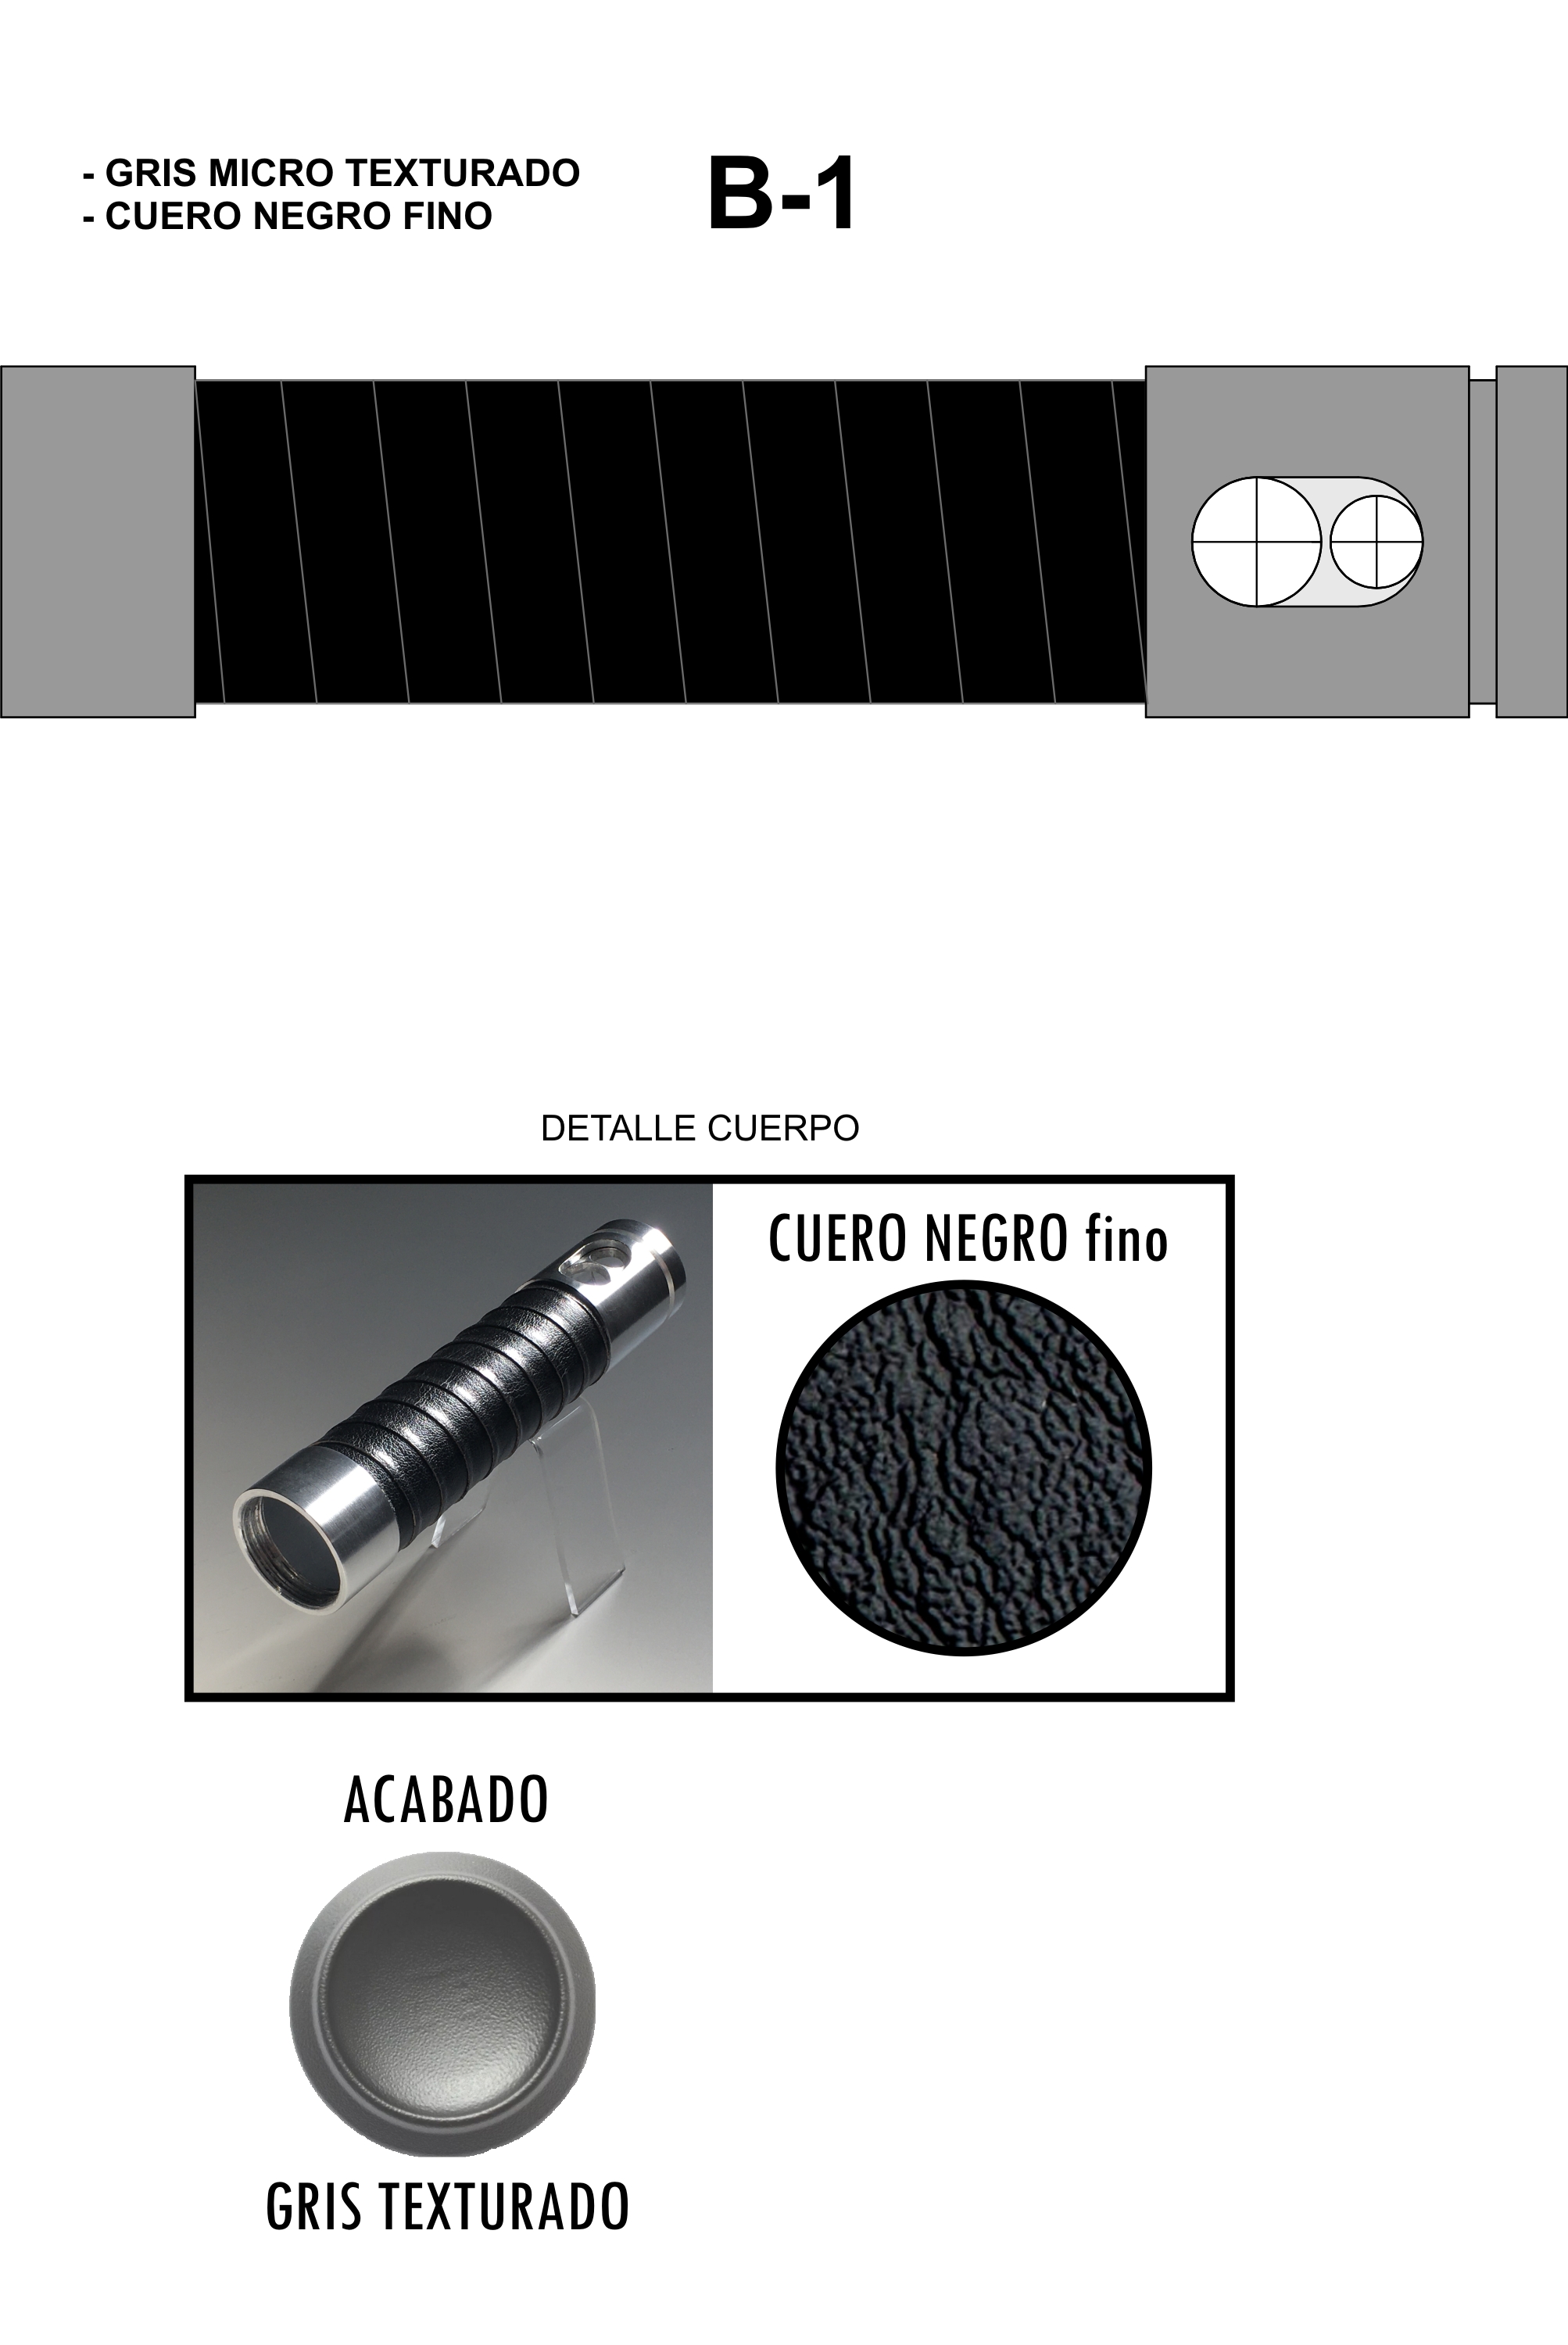 - GRIS MICRO TEXTURADO
- CUERO NEGRO FINO
B-1
DETALLE CUERPO
CUERO NEGRO fino
ACABADO
GRIS TEXTURADO